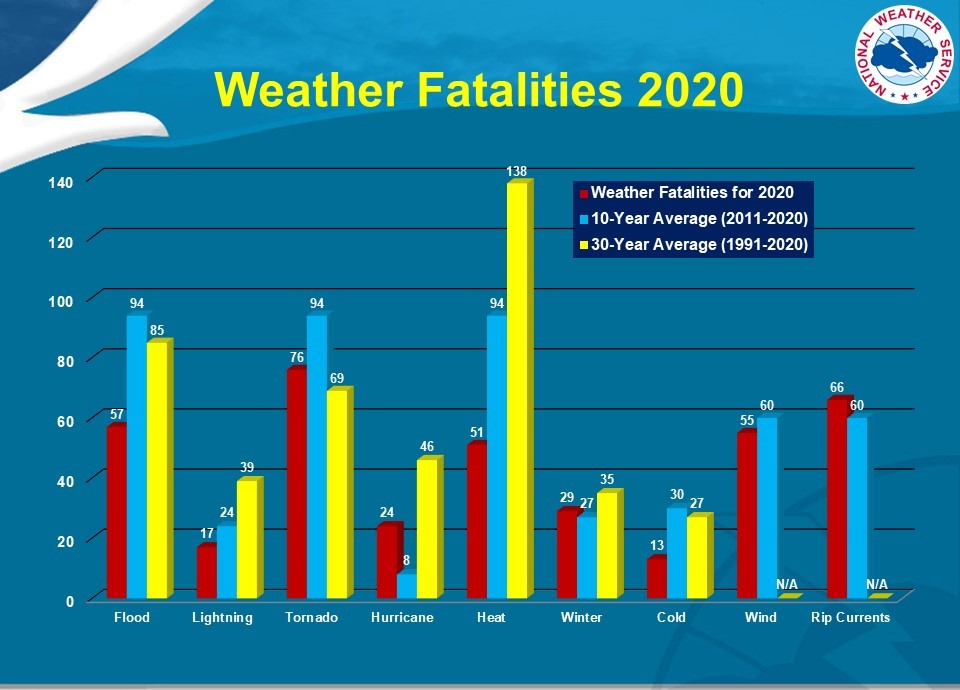 NATIONAL WEATHER SERVICE
Weather Fatalities 2020
Weather Fatalities for 2020
10-Year Average (2011-2020)
30-Year Average (1991-2020)
140
120
100
80
60
40
20
0
57 94 85
17 24 39
76 94 69
24 8 46
51 94 138
29 27 35
13 30 27
55 60 N/A
66 60 N/A
Flood Lightning Tornado Hurricane Heat Winter Cold Wind Rip Currents